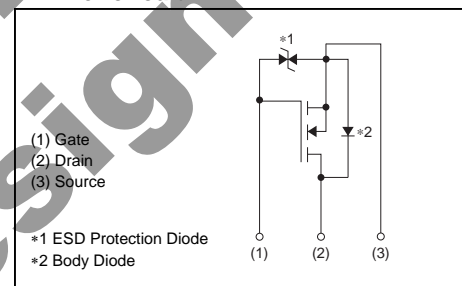 *1
*2
(1) Gate
(2) Drain
(3) Source
*1 ESD Protection Diode
*2 Body Diode
(1) (2) (3)